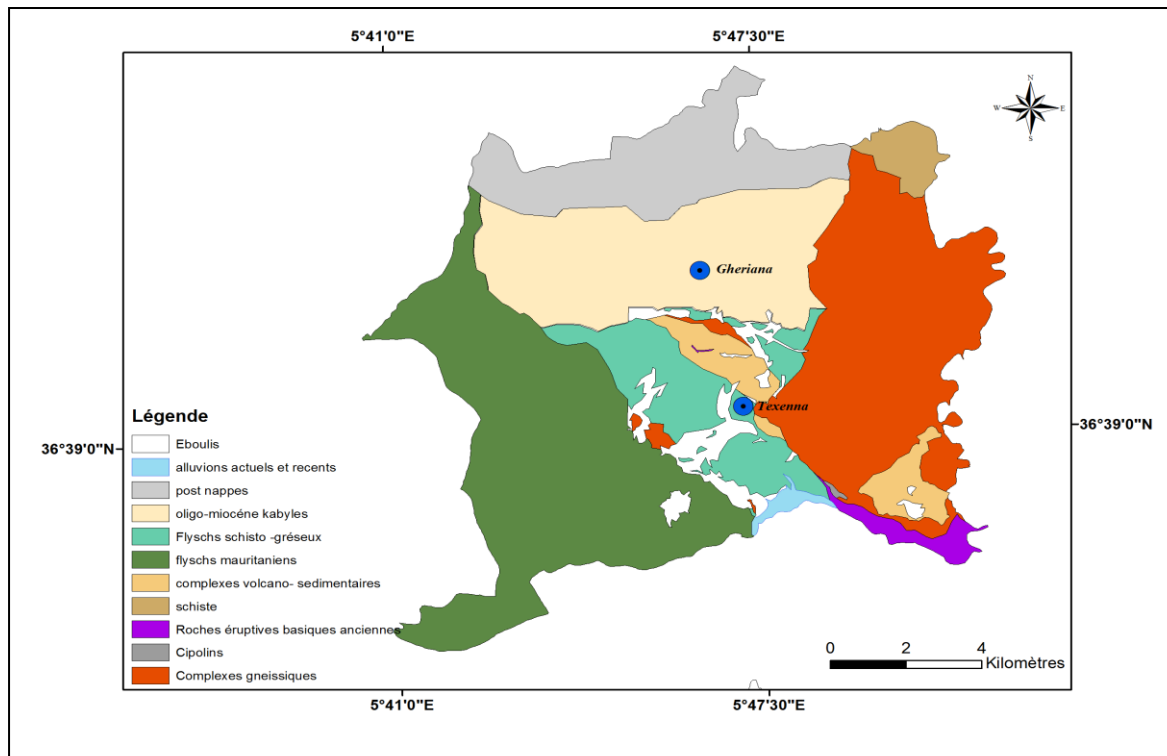 5°41'0"E
5°47'30"E
N
W
E
S
Gheriana
Texenna
36°39'0"N
36°39'0"N
Légende
Eboulis
alluvions actuels et recents
post nappes
oligo-miocéne kabyles
Flyschs schisto -gréseux
flyschs mauritaniens
complexes volcano- sedimentaires
schiste
Roches éruptives basiques anciennes
Cipolins
Complexes gneissiques
0 2 4
Kilomètres
5°41'0"E
5°47'30"E